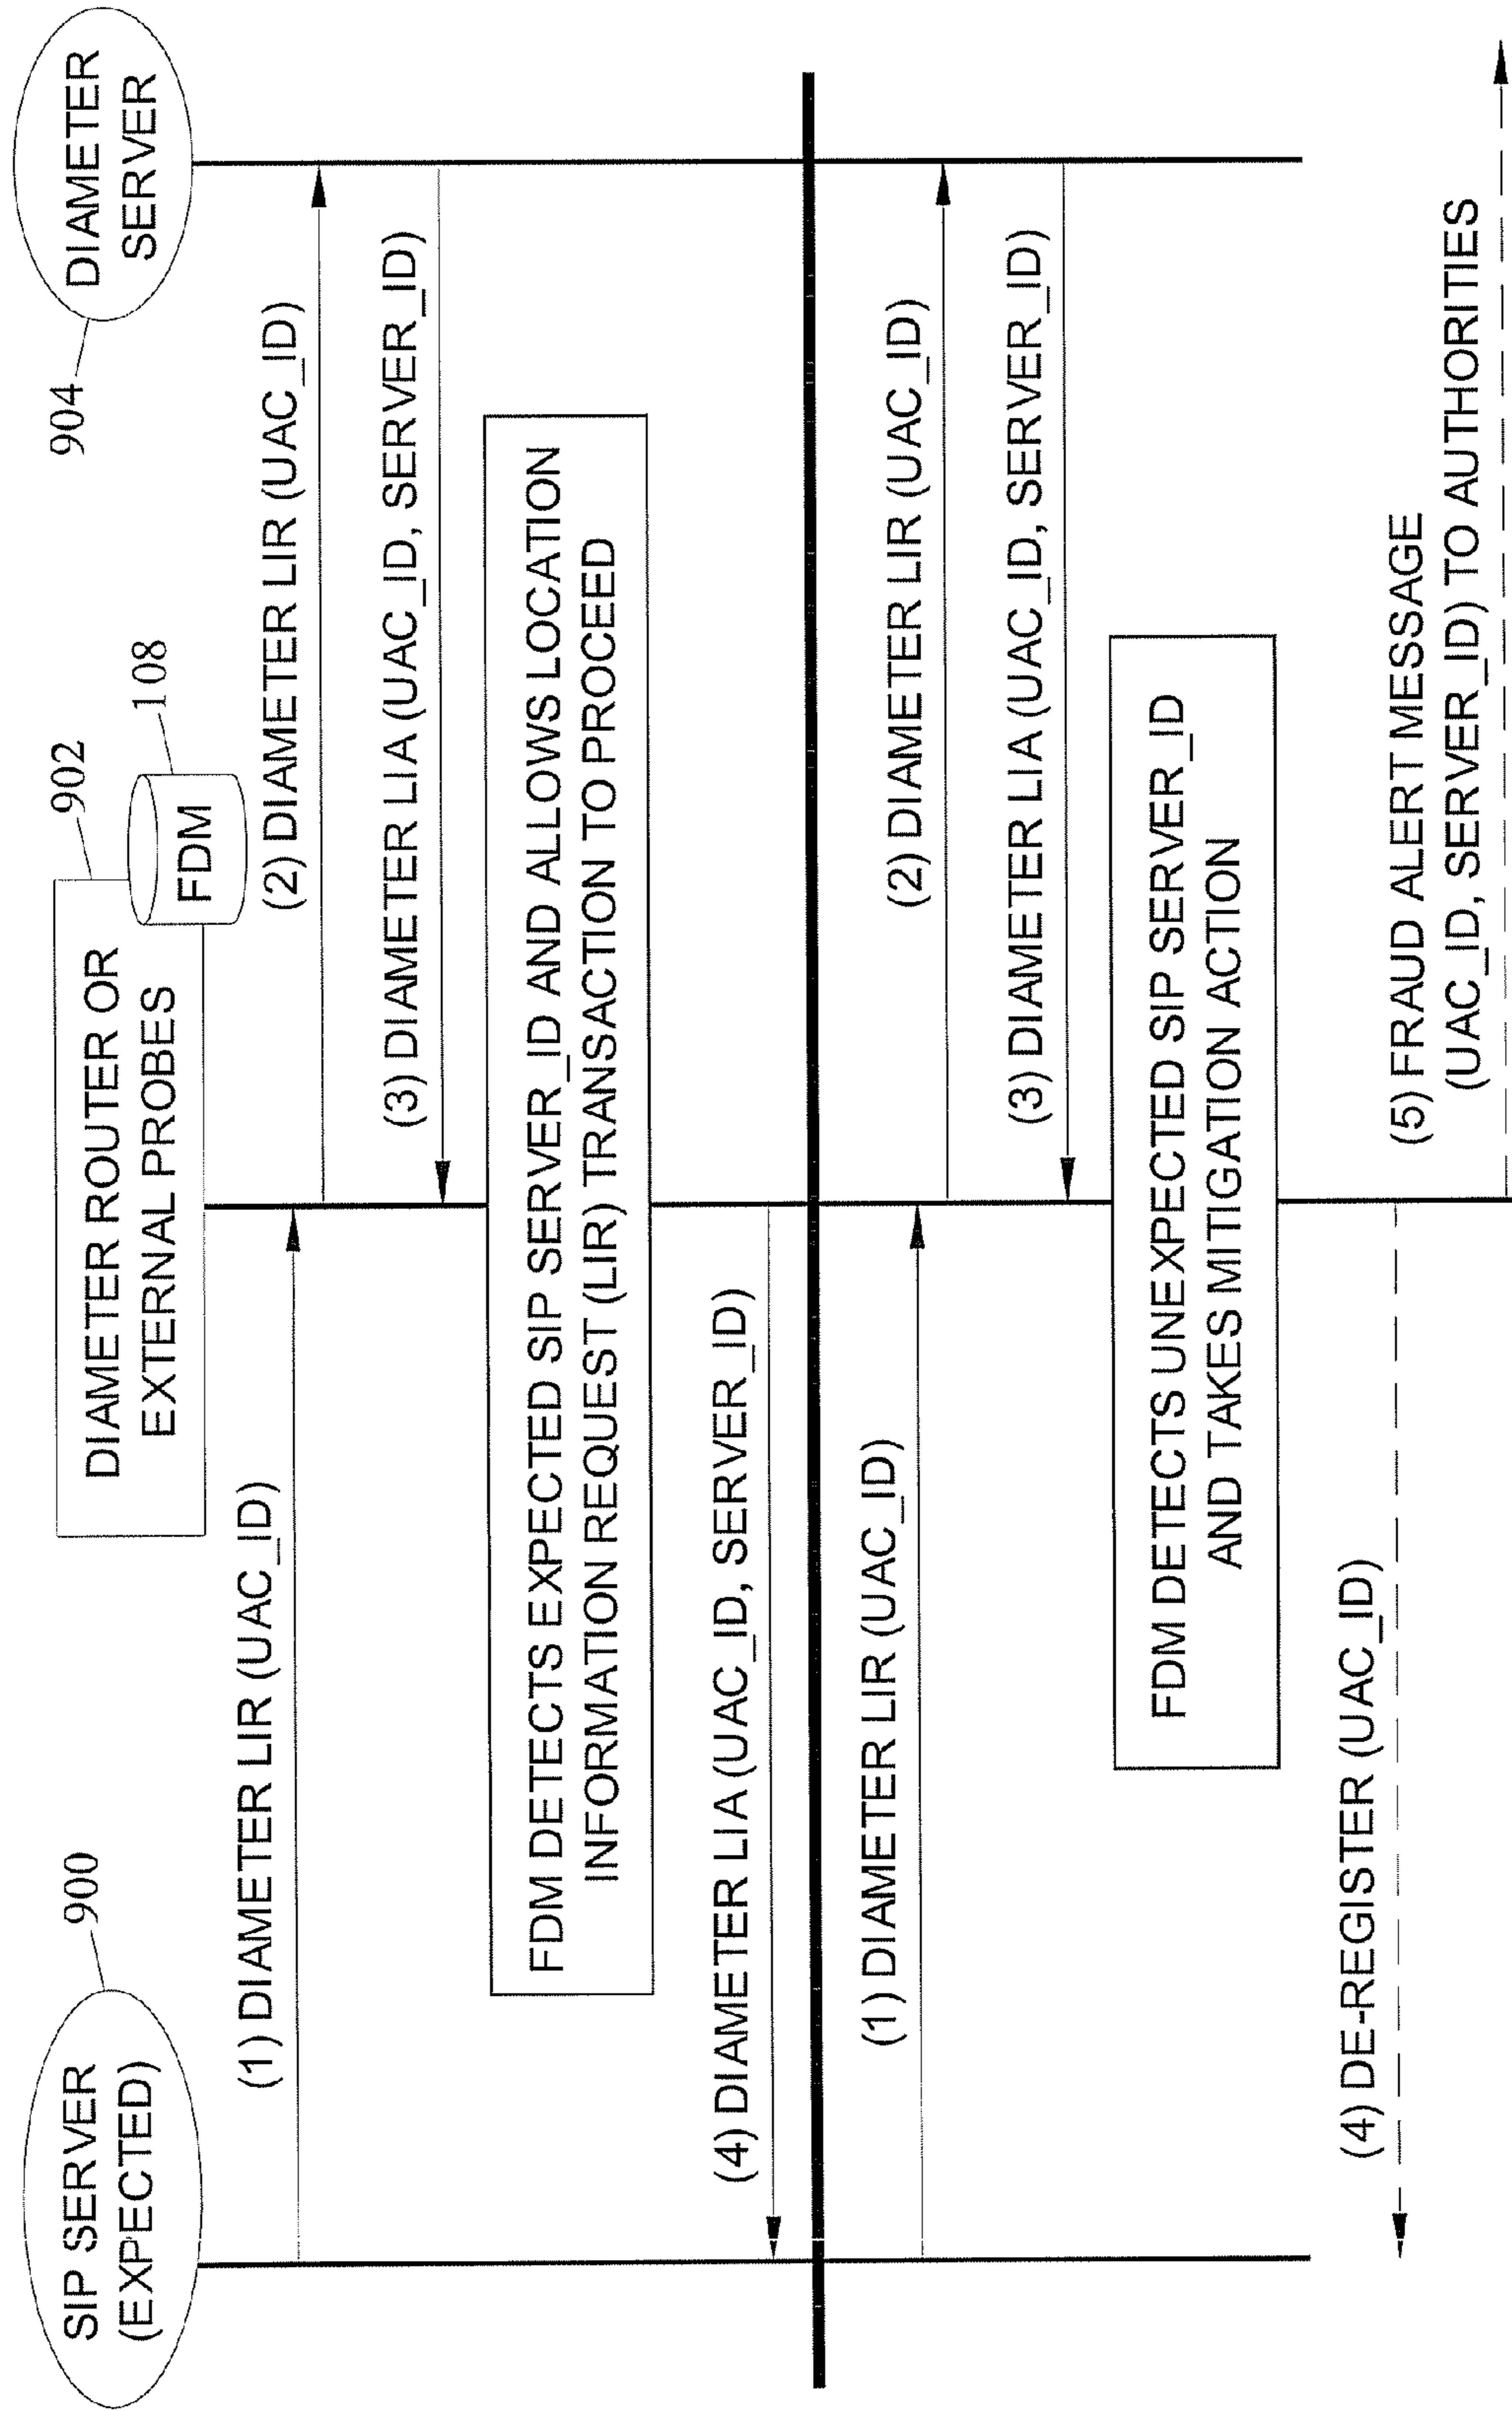 SIP SERVER
(EXPECTED)
900
DIAMETER ROUTER OR
EXTERNAL PROBES
902
FDM
108
DIAMETER
SERVER
904
(1) DIAMETER LIR (UAC_ID)
(2) DIAMETER LIR (UAC_ID)
(3) DIAMETER LIA (UAC_ID, SERVER_ID)
FDM DETECTS EXPECTED SIP SERVER_ID AND ALLOWS LOCATION
INFORMATION REQUEST (LIR) TRANSACTION TO PROCEED
(4) DIAMETER LIA (UAC_ID, SERVER_ID)
(1) DIAMETER LIR (UAC_ID)
(2) DIAMETER LIR (UAC_ID)
(3) DIAMETER LIA (UAC_ID, SERVER_ID)
FDM DETECTS UNEXPECTED SIP SERVER_ID
AND TAKES MITIGATION ACTION
(4) DE-REGISTER (UAC_ID)
(5) FRAUD ALERT MESSAGE
(UAC_ID, SERVER_ID) TO AUTHORITIES